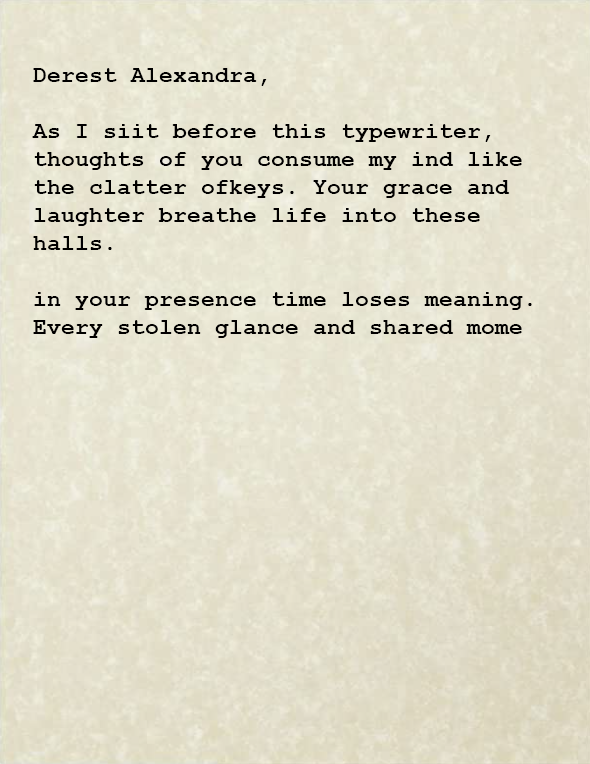 Derest Alexandra,
As I siit before this typewriter,
thoughts of you consume my ind like
the clatter ofkeys. Your grace and
laughter breathe life into these
halls.
in your presence time loses meaning.
Every stolen glance and shared mome